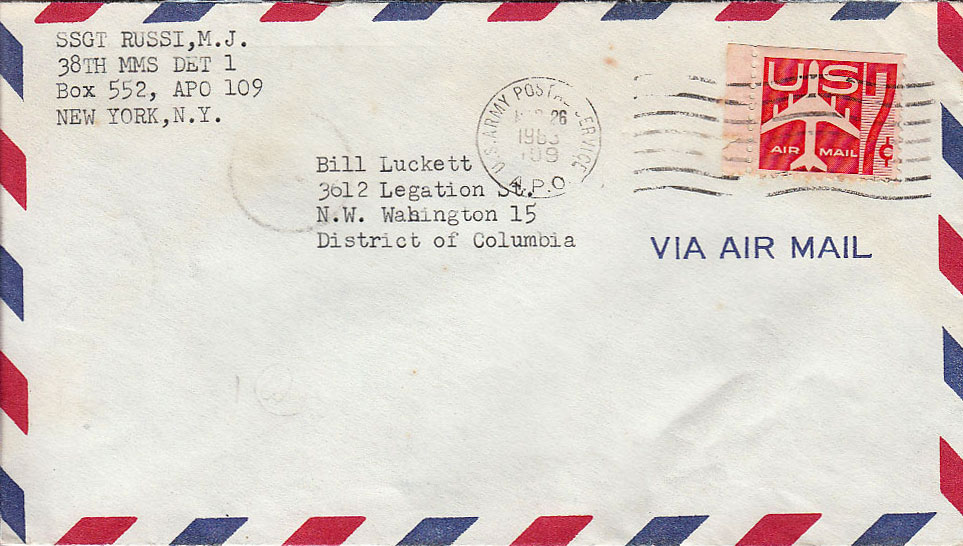 SSGT RUSSI,M.J.
38TH MMS DET 1
Box 552, APO 109
NEW YORK,N.Y.
U.S. ARMY POSTAL SERVICE
26
1963
109
A.P.O.
US
7¢
AIR MAIL
Bill Luckett
3612 Legation St.
N.W. Wahington 15
District of Columbia
VIA AIR MAIL